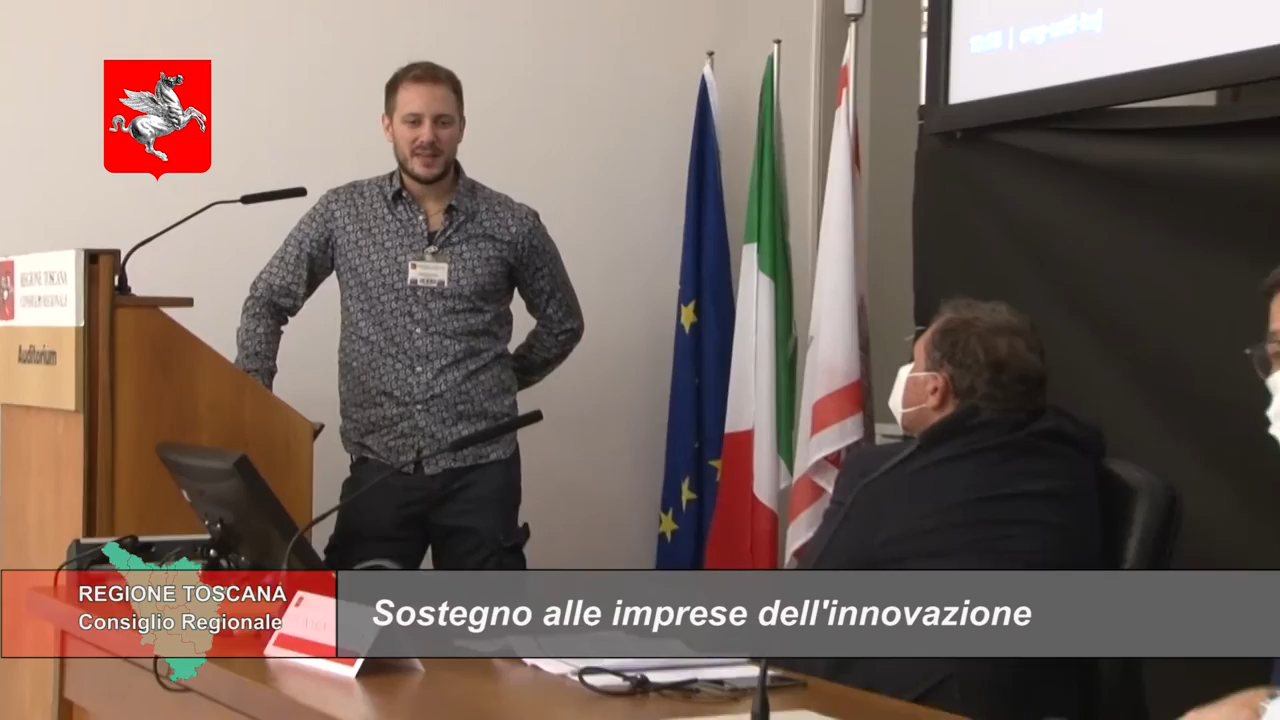 REGIONE TOSCANA
CONSIGLIO REGIONALE
Auditorium
REGIONE TOSCANA
Consiglio Regionale
Sostegno alle imprese dell'innovazione